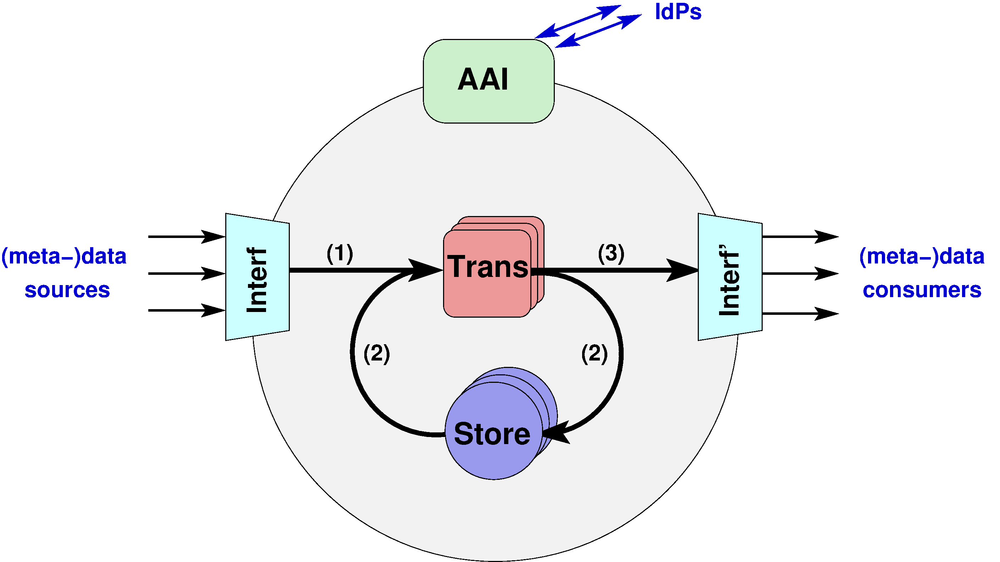 IdPs
AAI
(meta–)data
sources
Interf
(1)
Trans
(3)
Interf’
(meta–)data
consumers
(2)
(2)
Store